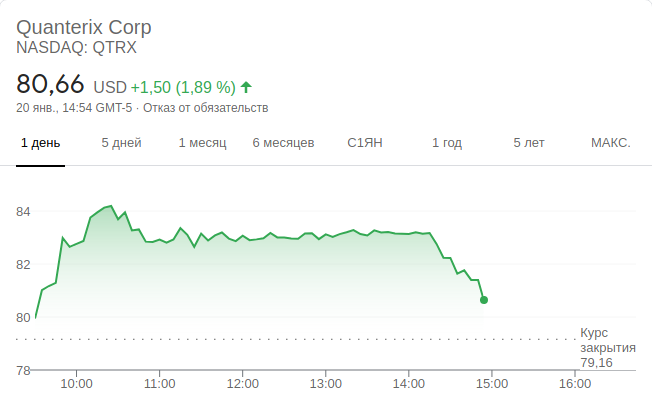 Quanterix Corp
NASDAQ: QTRX
80,66 USD +1,50 (1,89 %)
20 янв., 14:54 GMT-5 · Отказ от обязательств
1 день 5 дней 1 месяц 6 месяцев С1ЯН 1 год 5 лет МАКС.
84
82
80
Курс
закрытия
79,16
78
10:00 11:00 12:00 13:00 14:00 15:00 16:00